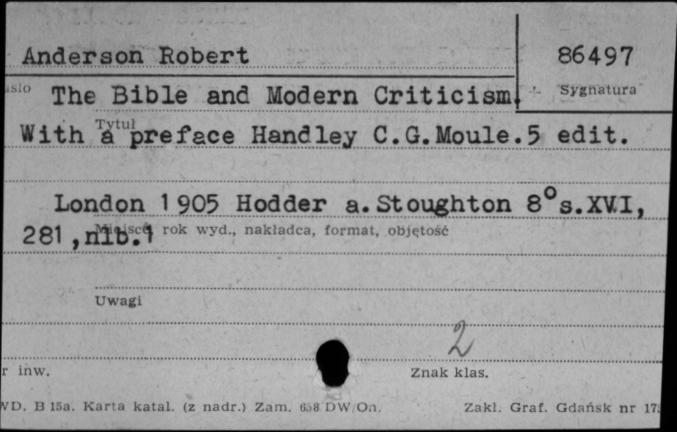 Anderson Robert
86497
Sygnatura
The Bible and Modern Criticism.
Tytuł
With a preface Handley C.G.Moule.5 edit.
London 1905 Hodder a.Stoughton 8°s.XVI,
281,nlb.1
Miejsce, rok wyd., nakładca, format, objętość
Uwagi
2
r inw.
Znak klas.
WD. B 15a. Karta katal. (z nadr.) Zam. 658 DW/On. Zakł. Graf. Gdańsk nr 17